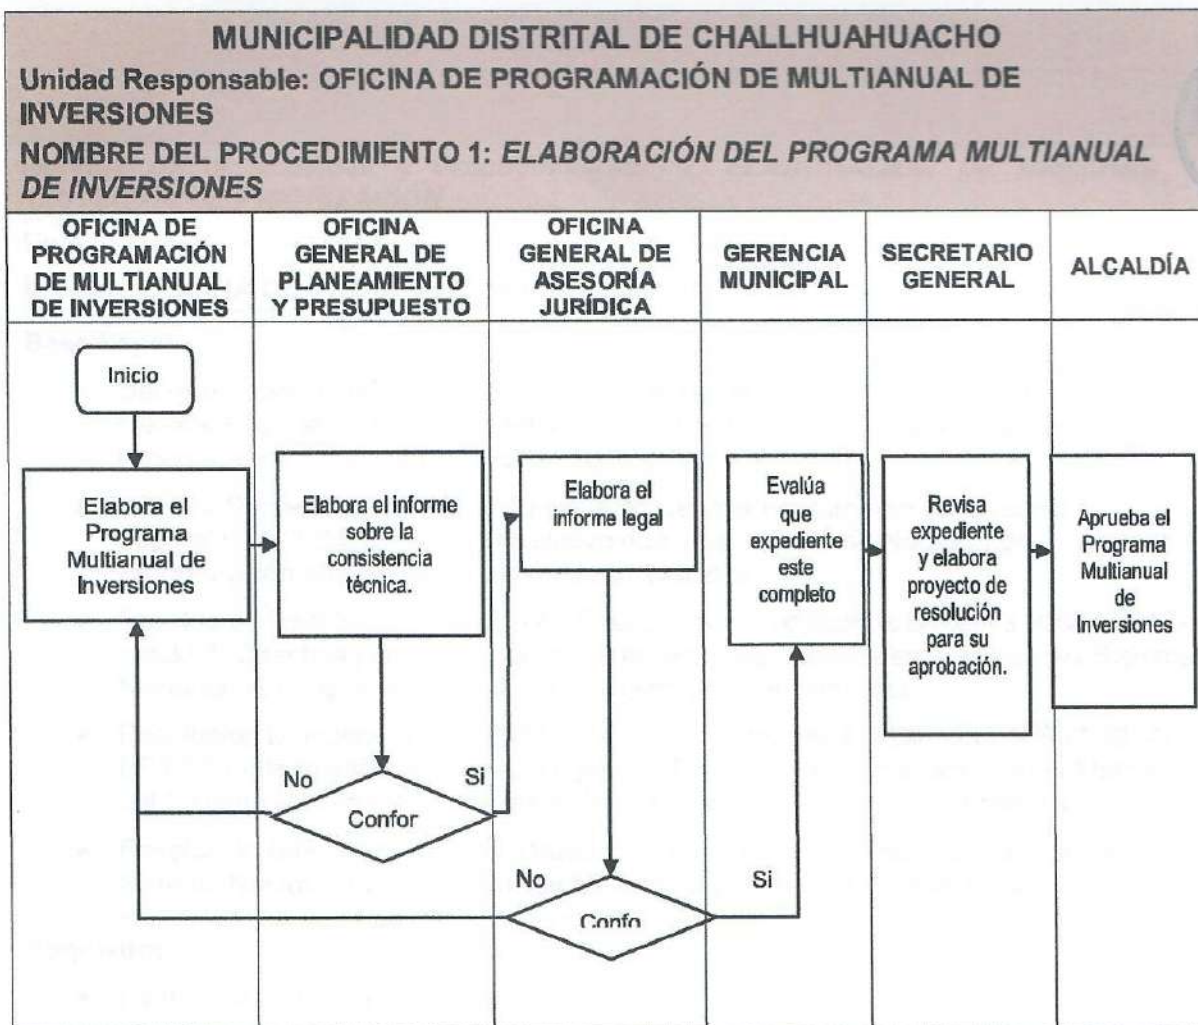 MUNICIPALIDAD DISTRITAL DE CHALLHUAHUACHO
Unidad Responsable: OFICINA DE PROGRAMACIÓN DE MULTIANUAL DE
INVERSIONES
NOMBRE DEL PROCEDIMIENTO 1: ELABORACIÓN DEL PROGRAMA MULTIANUAL
DE INVERSIONES
OFICINA DE
PROGRAMACIÓN
DE MULTIANUAL
DE INVERSIONES
OFICINA
GENERAL DE
PLANEAMIENTO
Y PRESUPUESTO
OFICINA
GENERAL DE
ASESORÍA
JURÍDICA
GERENCIA
MUNICIPAL
SECRETARIO
GENERAL
ALCALDÍA
Inicio
Elabora el
Programa
Multianual de
Inversiones
Elabora el informe
sobre la
consistencia
técnica.
Elabora el
informe legal
Evalúa
que
expediente
este
completo
Revisa
expediente
y elabora
proyecto de
resolución
para su
aprobación.
Aprueba el
Programa
Multianual
de
Inversiones
No
Si
Confor
No
Si
Confo